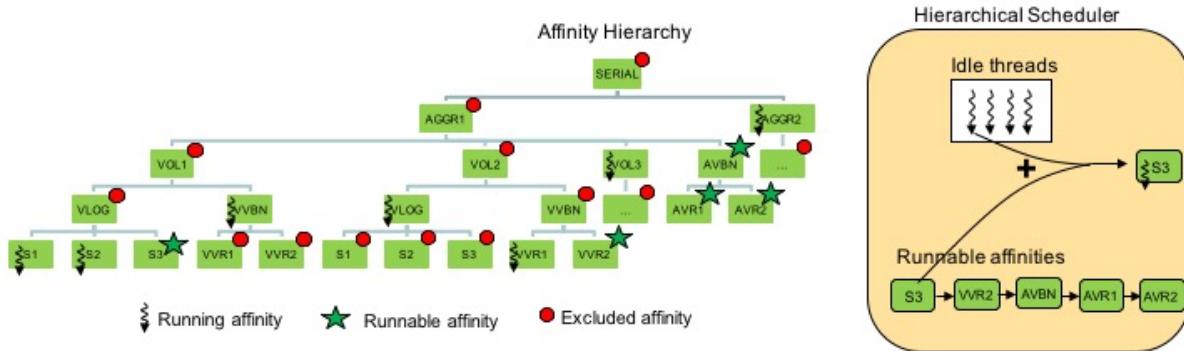 Affinity Hierarchy
SERIAL
AGGR1
AGGR2
VOL1
VOL2
VOL3
AVBN
...
VLOG
VVBN
VLOG
VVBN
...
AVR1
AVR2
S1
S2
S3
VVR1
VVR2
S1
S2
S3
VVR1
VVR2
Running affinity
Runnable affinity
Excluded affinity
Hierarchical Scheduler
Idle threads
+
S3
Runnable affinities
S3
VVR2
AVBN
AVR1
AVR2